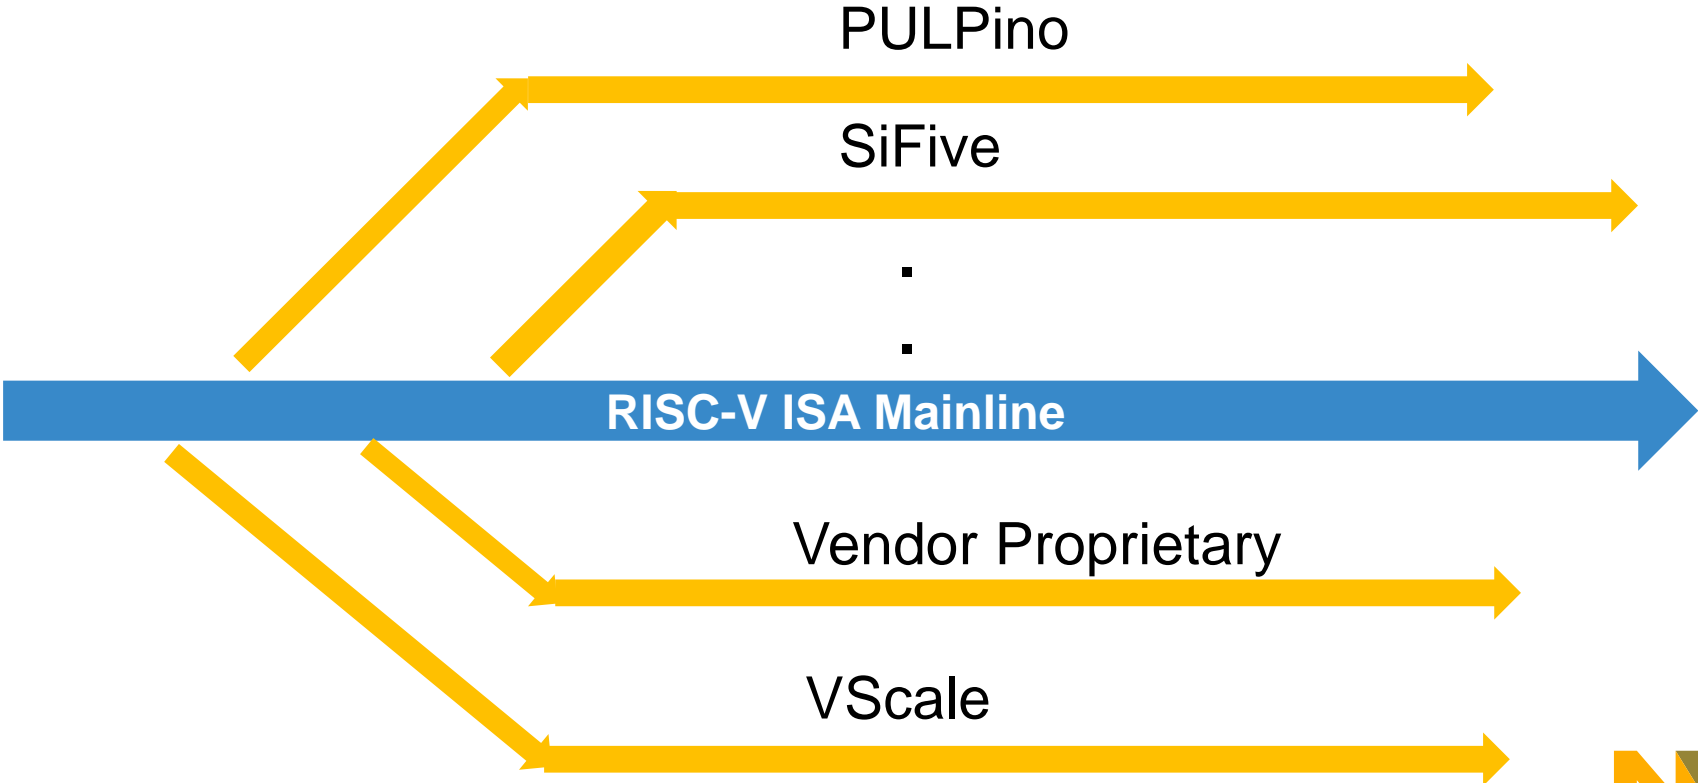 PULPino
SiFive
.
.
RISC-V ISA Mainline
Vendor Proprietary
VScale